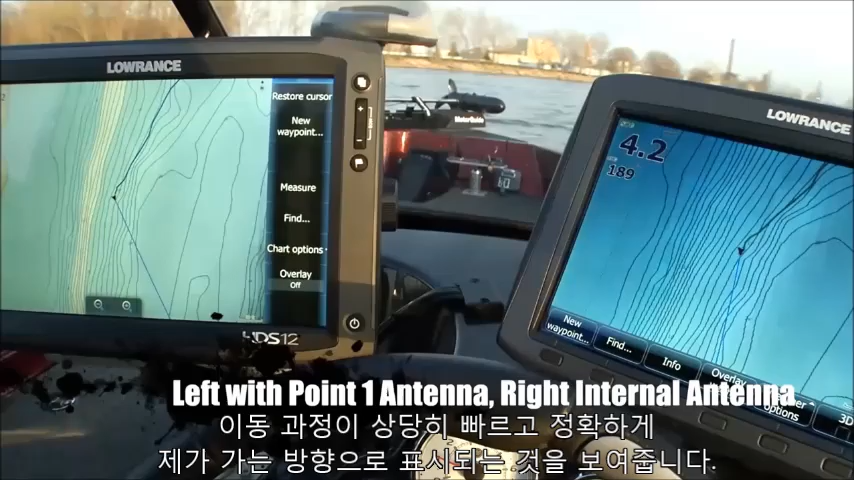 LOWRANCE
Restore cursor
New
waypoint...
Measure
Find...
Chart options
Overlay
Off
HDS12
MotorGuide
LOWRANCE
4.2
189
New
waypoint...
Find...
Info
Overlay
options
3D
Left with Point 1 Antenna, Right Internal Antenna
이동 과정이 상당히 빠르고 정확하게
제가 가는 방향으로 표시되는 것을 보여줍니다.